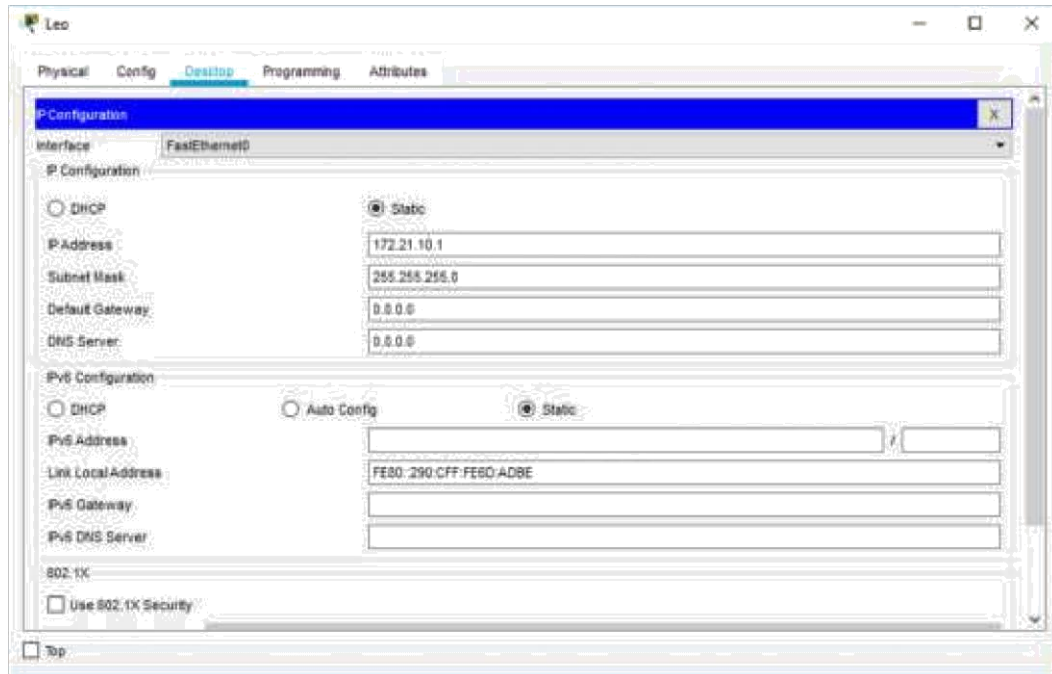 Leo
Physical Config Desktop Programming Attributes
IP Configuration X
Interface FastEthernet0
IP Configuration
DHCP Static
IP Address 172.21.10.1
Subnet Mask 255.255.255.0
Default Gateway 0.0.0.0
DNS Server 0.0.0.0
IPv6 Configuration
DHCP Auto Config Static
IPv6 Address /
Link Local Address FE80::290:CFF:FE6D:ADBE
IPv6 Gateway
IPv6 DNS Server
802.1X
Use 802.1X Security
Top